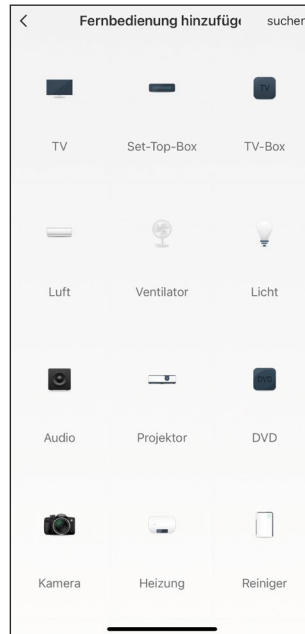 Fernbedienung hinzufüge
suchen
TV
TV Set-Top-Box TV-Box
Luft Ventilator Licht
DVD
Audio Projektor DVD
Kamera Heizung Reiniger